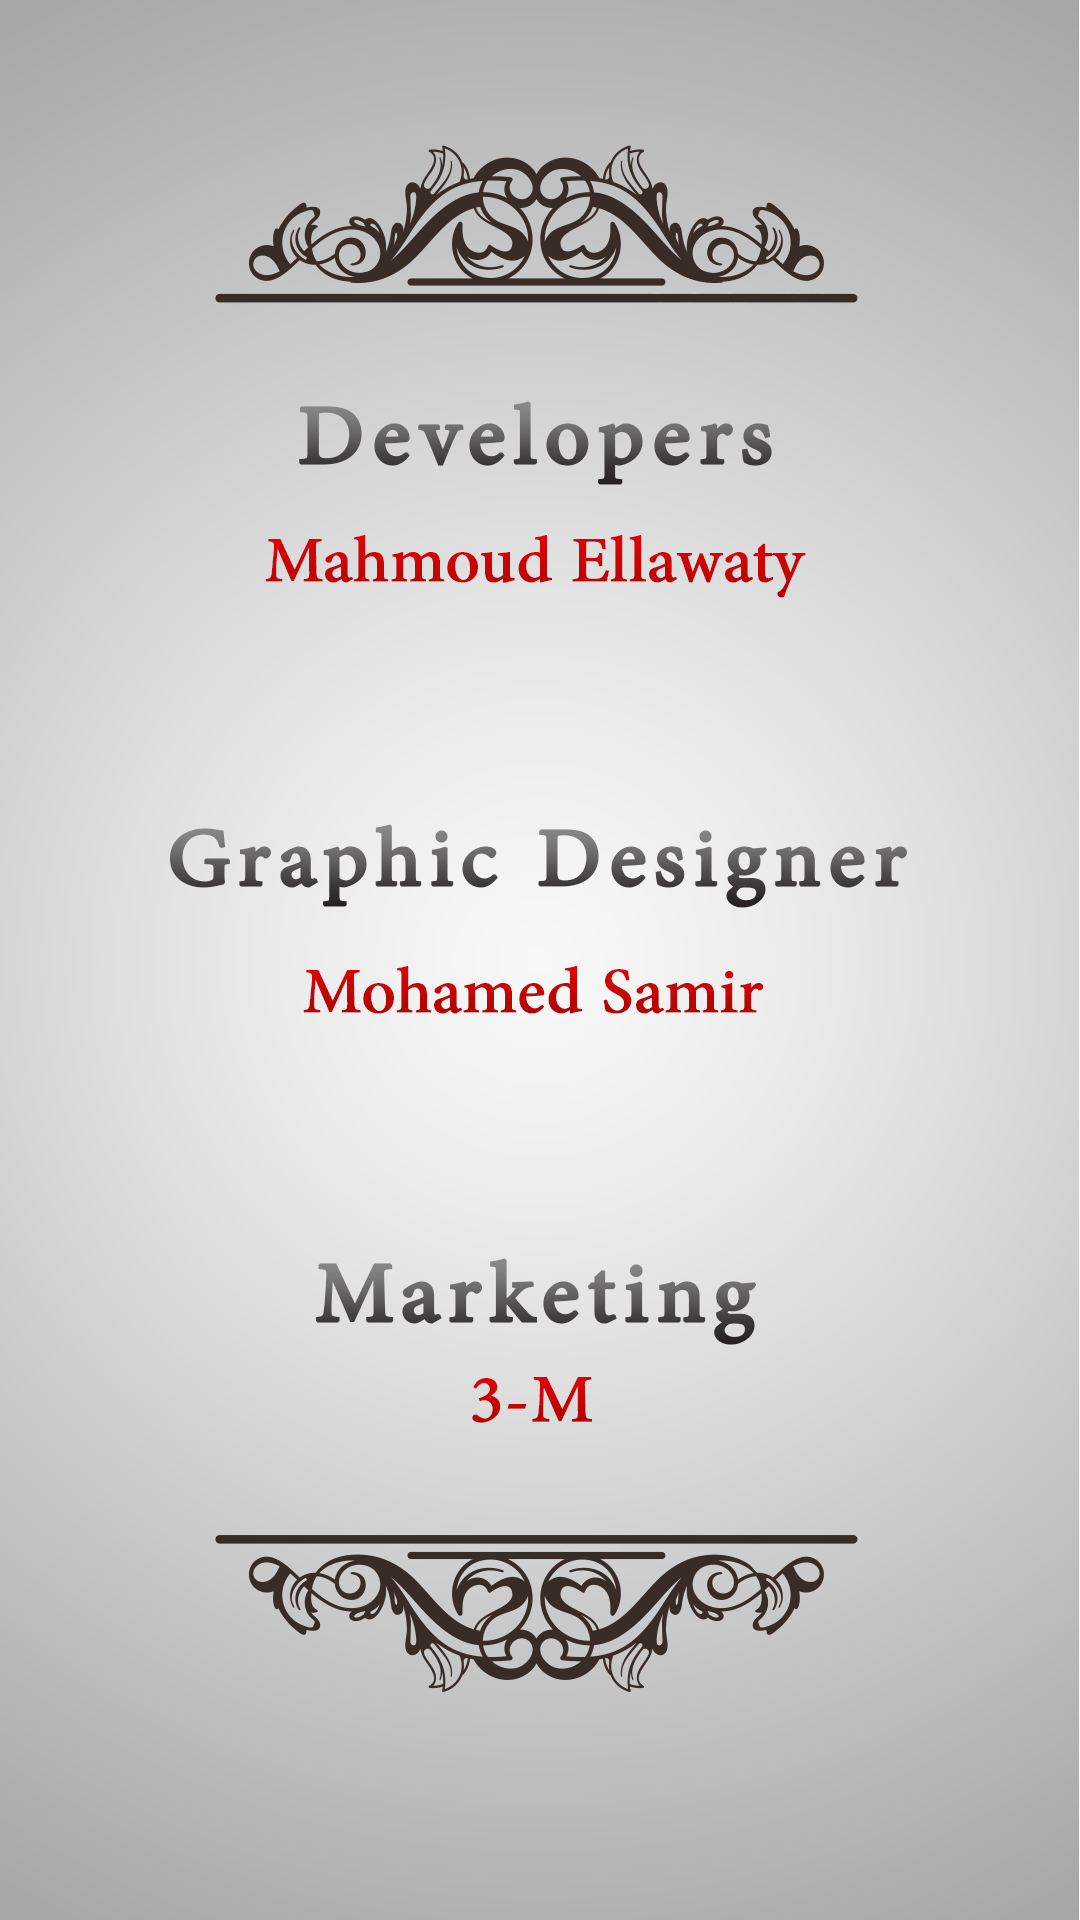 Developers
Mahmoud Ellawaty
Graphic Designer
Mohamed Samir
Marketing
3-M